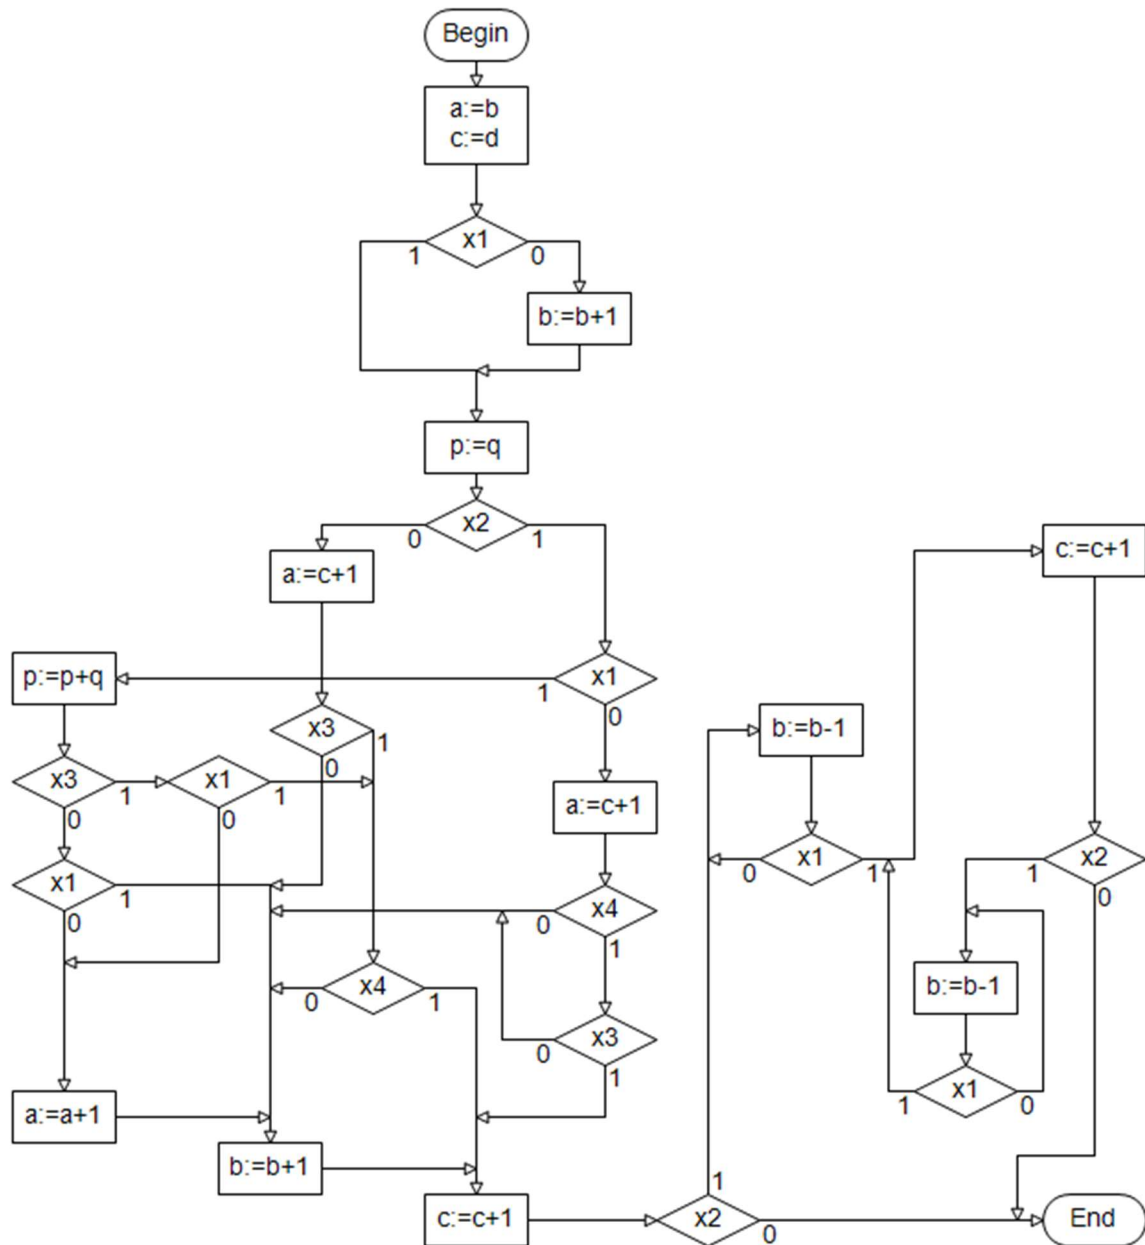 Begin
a:=b
c:=d
x1
1
0
b:=b+1
p:=q
x2
0
1
a:=c+1
c:=c+1
p:=p+q
x1
1
0
x3
1
0
b:=b-1
x3
1
0
x1
1
0
a:=c+1
x1
0
1
x2
1
0
x1
1
0
x4
0
1
x4
0
1
b:=b-1
x3
0
1
x1
1
0
a:=a+1
b:=b+1
c:=c+1
x2
1
0
End